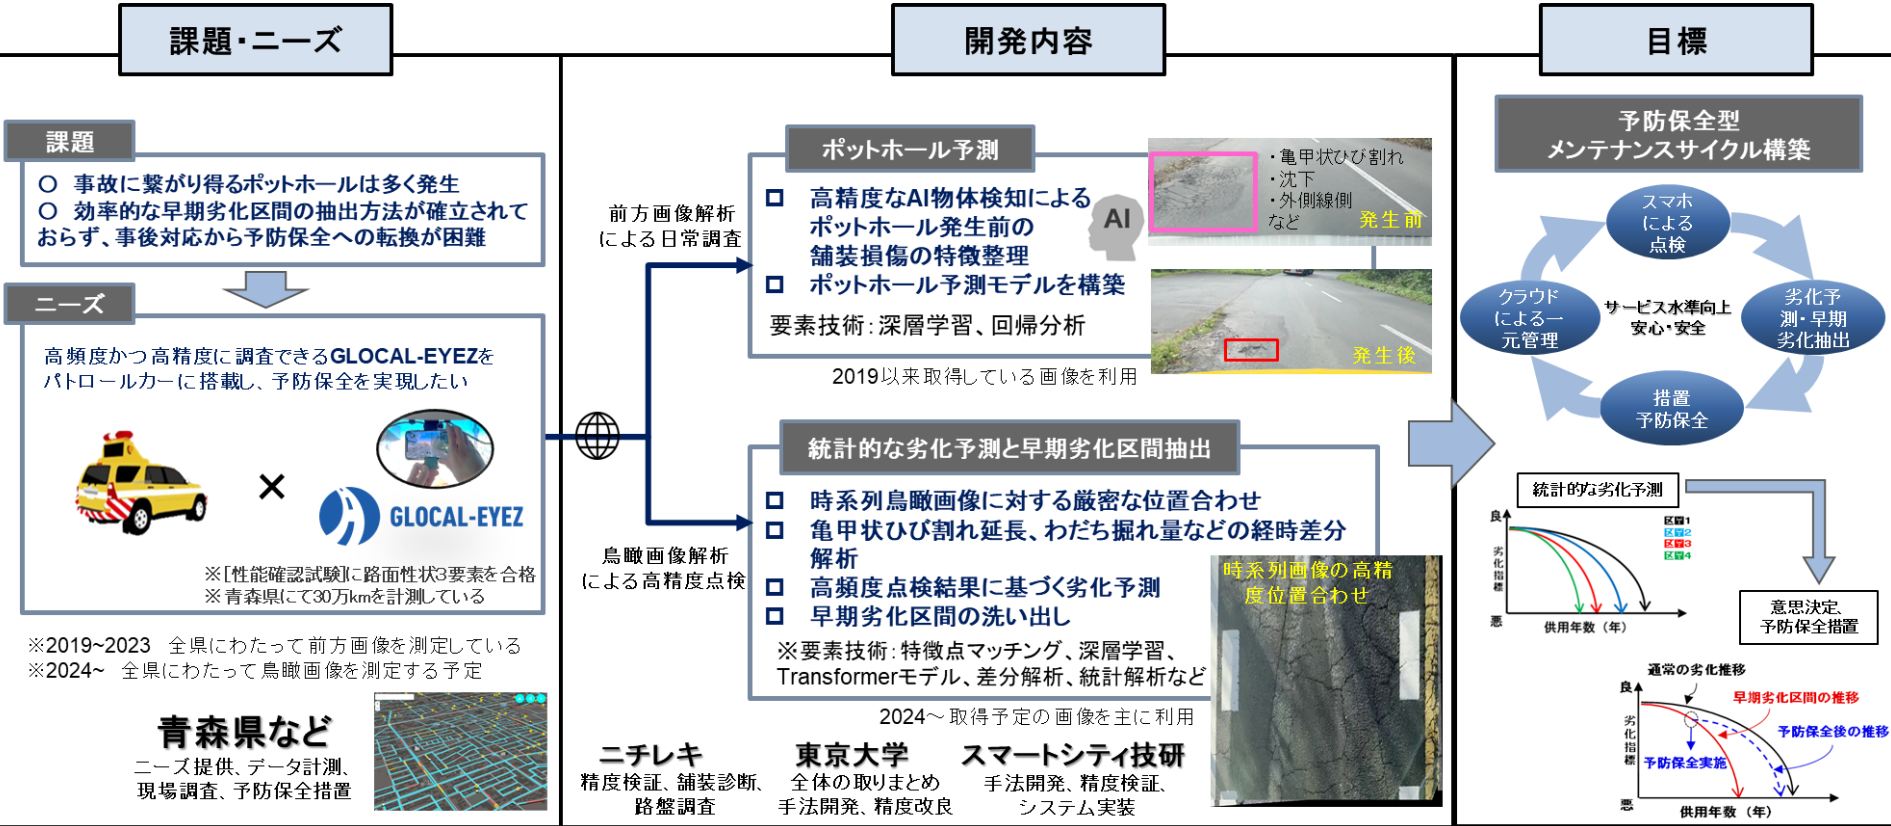 課題・ニーズ
課題
○ 事故に繋がり得るポットホールは多く発生
○ 効率的な早期劣化区間の抽出方法が確立されて
おらず、事後対応から予防保全への転換が困難
ニーズ
高頻度かつ高精度に調査できるGLOCAL-EYEZを
パトロールカーに搭載し、予防保全を実現したい
×
GLOCAL-EYEZ
※[性能確認試験]に路面性状3要素を合格
※青森県にて30万kmを計測している
※2019~2023 全県にわたって前方画像を測定している
※2024~ 全県にわたって鳥瞰画像を測定する予定
青森県など
ニーズ提供、データ計測、
現場調査、予防保全措置
開発内容
前方画像解析
による日常調査
ポットホール予測
高精度なAI物体検知による
ポットホール発生前の
舗装損傷の特徴整理
ポットホール予測モデルを構築
要素技術：深層学習、回帰分析
AI
・亀甲状ひび割れ
・沈下
・外側線側
など
発生前
発生後
2019以来取得している画像を利用
鳥瞰画像解析
による高精度点検
統計的な劣化予測と早期劣化区間抽出
時系列鳥瞰画像に対する厳密な位置合わせ
亀甲状ひび割れ延長、わだち掘れ量などの経時差分
解析
高頻度点検結果に基づく劣化予測
早期劣化区間の洗い出し
※要素技術：特徴点マッチング、深層学習、
Transformerモデル、差分解析、統計解析など
時系列画像の高精
度位置合わせ
2024～取得予定の画像を主に利用
ニチレキ
精度検証、舗装診断、
路盤調査
東京大学
全体の取りまとめ
手法開発、精度改良
スマートシティ技研
手法開発、精度検証、
システム実装
目標
予防保全型
メンテナンスサイクル構築
スマホ
による
点検
劣化予
測・早期
劣化抽出
措置
予防保全
クラウド
による一
元管理
サービス水準向上
安心・安全
統計的な劣化予測
良
劣化指標
悪
供用年数（年）
区間1
区間2
区間3
区間4
意思決定、
予防保全措置
通常の劣化推移
良
早期劣化区間の推移
予防保全後の推移
劣化指標
予防保全実施
悪
供用年数（年）